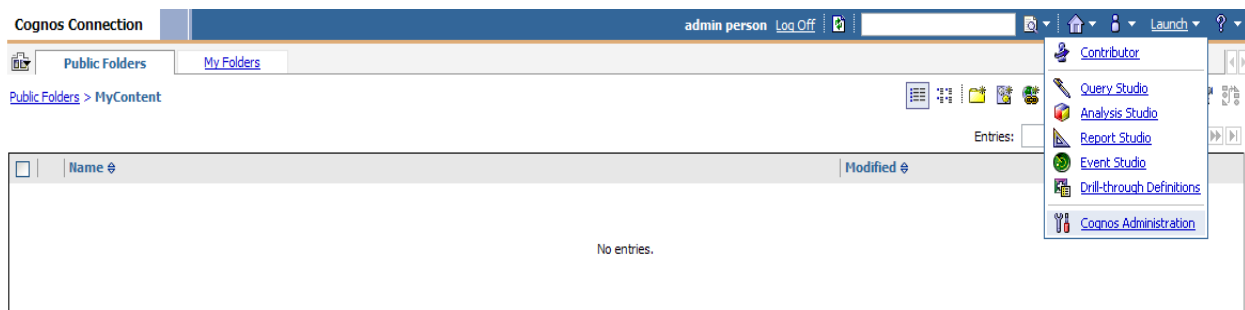 Cognos Connection admin person Log Off Launch ?
Public Folders My Folders
Public Folders > MyContent
Entries:
Name Modified
No entries.
Contributor
Query Studio
Analysis Studio
Report Studio
Event Studio
Drill-through Definitions
Cognos Administration